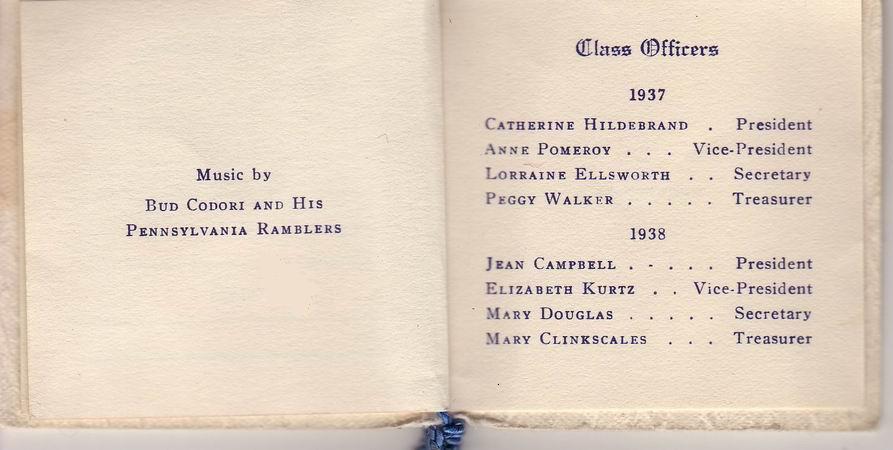 Music by
Bud Codori and His
Pennsylvania Ramblers
Class Officers
1937
Catherine Hildebrand . President
Anne Pomeroy . . . Vice-President
Lorraine Ellsworth . . Secretary
Peggy Walker . . . . . Treasurer
1938
Jean Campbell . - . . . President
Elizabeth Kurtz . . Vice-President
Mary Douglas . . . . . Secretary
Mary Clinkscales . . . Treasurer